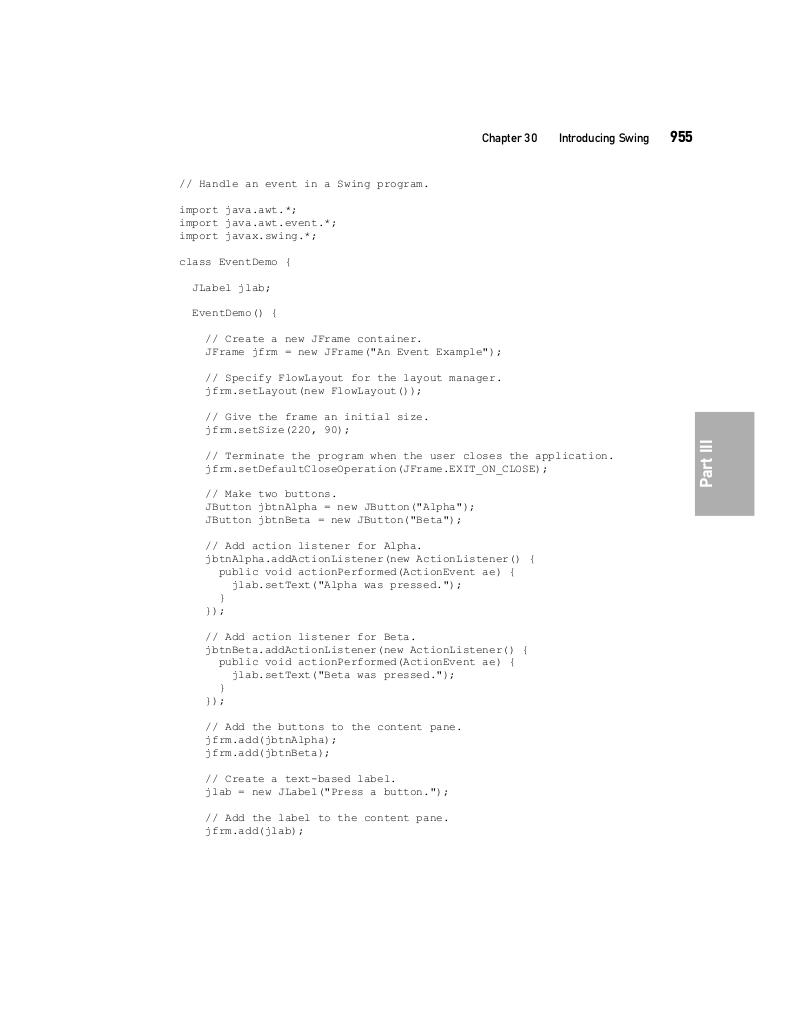 Chapter 30 Introducing Swing 955
// Handle an event in a Swing program.
import java.awt.*;
import java.awt.event.*;
import javax.swing.*;
class EventDemo {
JLabel jlab;
EventDemo() {
// Create a new JFrame container.
JFrame jfrm = new JFrame("An Event Example");
// Specify FlowLayout for the layout manager.
jfrm.setLayout(new FlowLayout());
// Give the frame an initial size.
jfrm.setSize(220, 90);
// Terminate the program when the user closes the application.
jfrm.setDefaultCloseOperation(JFrame.EXIT_ON_CLOSE);
// Make two buttons.
JButton jbtnAlpha = new JButton("Alpha");
JButton jbtnBeta = new JButton("Beta");
// Add action listener for Alpha.
jbtnAlpha.addActionListener(new ActionListener() {
public void actionPerformed(ActionEvent ae) {
jlab.setText("Alpha was pressed.");
}
});
// Add action listener for Beta.
jbtnBeta.addActionListener(new ActionListener() {
public void actionPerformed(ActionEvent ae) {
jlab.setText("Beta was pressed.");
}
});
// Add the buttons to the content pane.
jfrm.add(jbtnAlpha);
jfrm.add(jbtnBeta);
// Create a text-based label.
jlab = new JLabel("Press a button.");
// Add the label to the content pane.
jfrm.add(jlab);
Part III